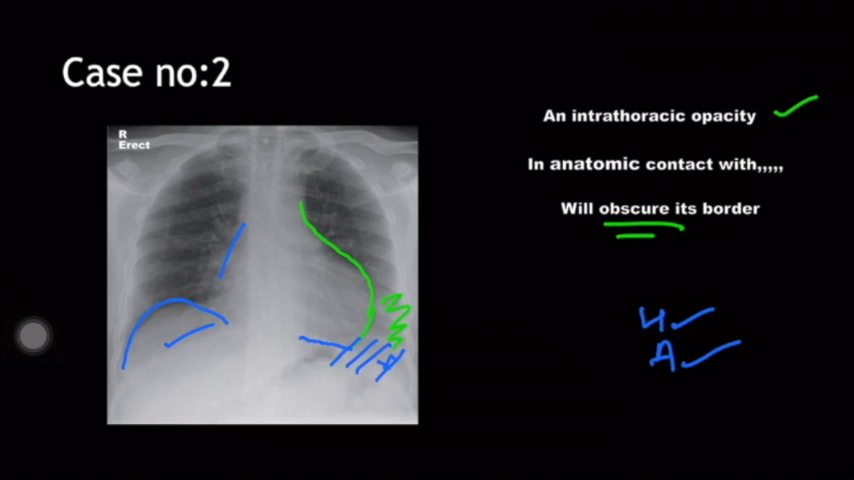 Case no:2
R
Erect
An intrathoracic opacity
In anatomic contact with,,,,,
Will obscure its border
A